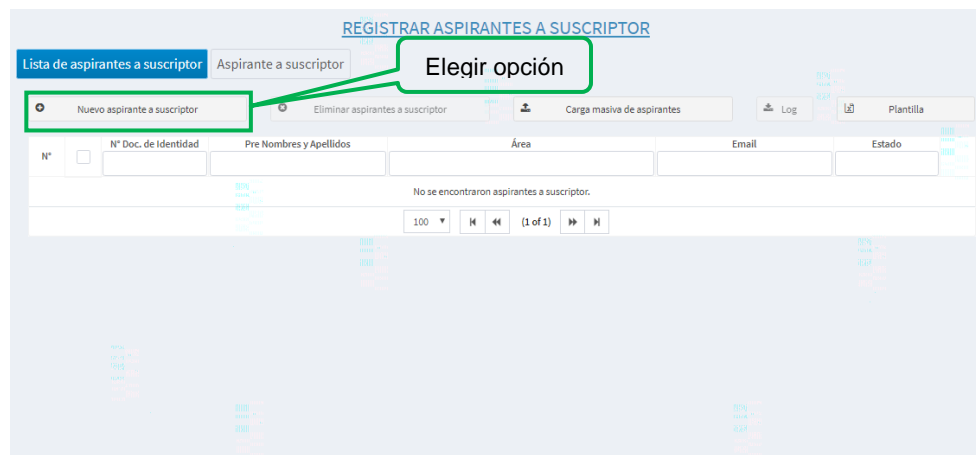 REGISTRAR ASPIRANTES A SUSCRIPTOR
Lista de aspirantes a suscriptor Aspirante a suscriptor
Elegir opción
Nuevo aspirante a suscriptor Eliminar aspirantes a suscriptor Carga masiva de aspirantes Log Plantilla
N° N° Doc. de Identidad Pre Nombres y Apellidos Área Email Estado
No se encontraron aspirantes a suscriptor.
100 (1 of 1)